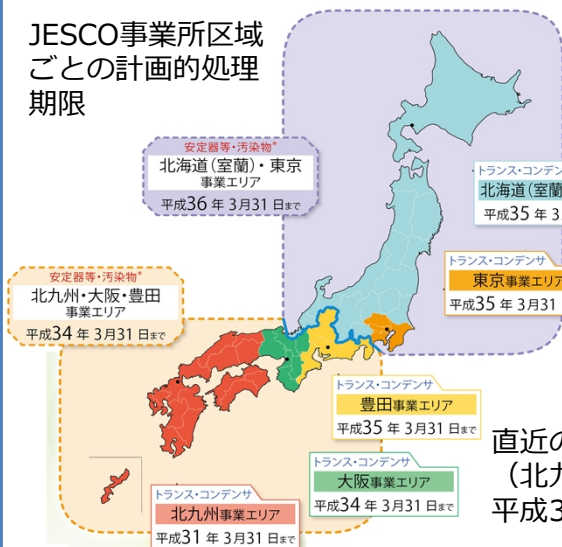 JESCO事業所区域
ごとの計画的処理
期限
安定器等・汚染物*
北海道(室蘭)・東京
事業エリア
平成36年3月31日まで
トランス・コンデン
北海道(室蘭
平成35年3
トランス・コンデンサ
東京事業エリア
平成35年3月31
安定器等・汚染物*
北九州・大阪・豊田
事業エリア
平成34年3月31日まで
トランス・コンデンサ
豊田事業エリア
平成35年3月31日まで
トランス・コンデンサ
大阪事業エリア
平成34年3月31日まで
トランス・コンデンサ
北九州事業エリア
平成31年3月31日まで
直近の
(北九
平成3